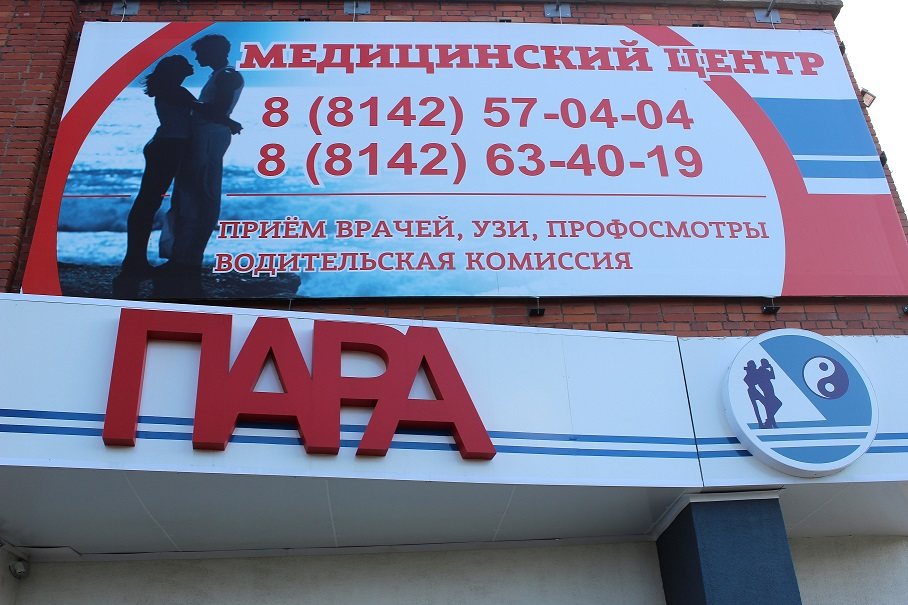 МЕДИЦИНСКИЙ ЦЕНТР
8 (8142) 57-04-04
8 (8142) 63-40-19
ПРИЁМ ВРАЧЕЙ, УЗИ, ПРОФОСМОТРЫ
ВОДИТЕЛЬСКАЯ КОМИССИЯ
ПАРА